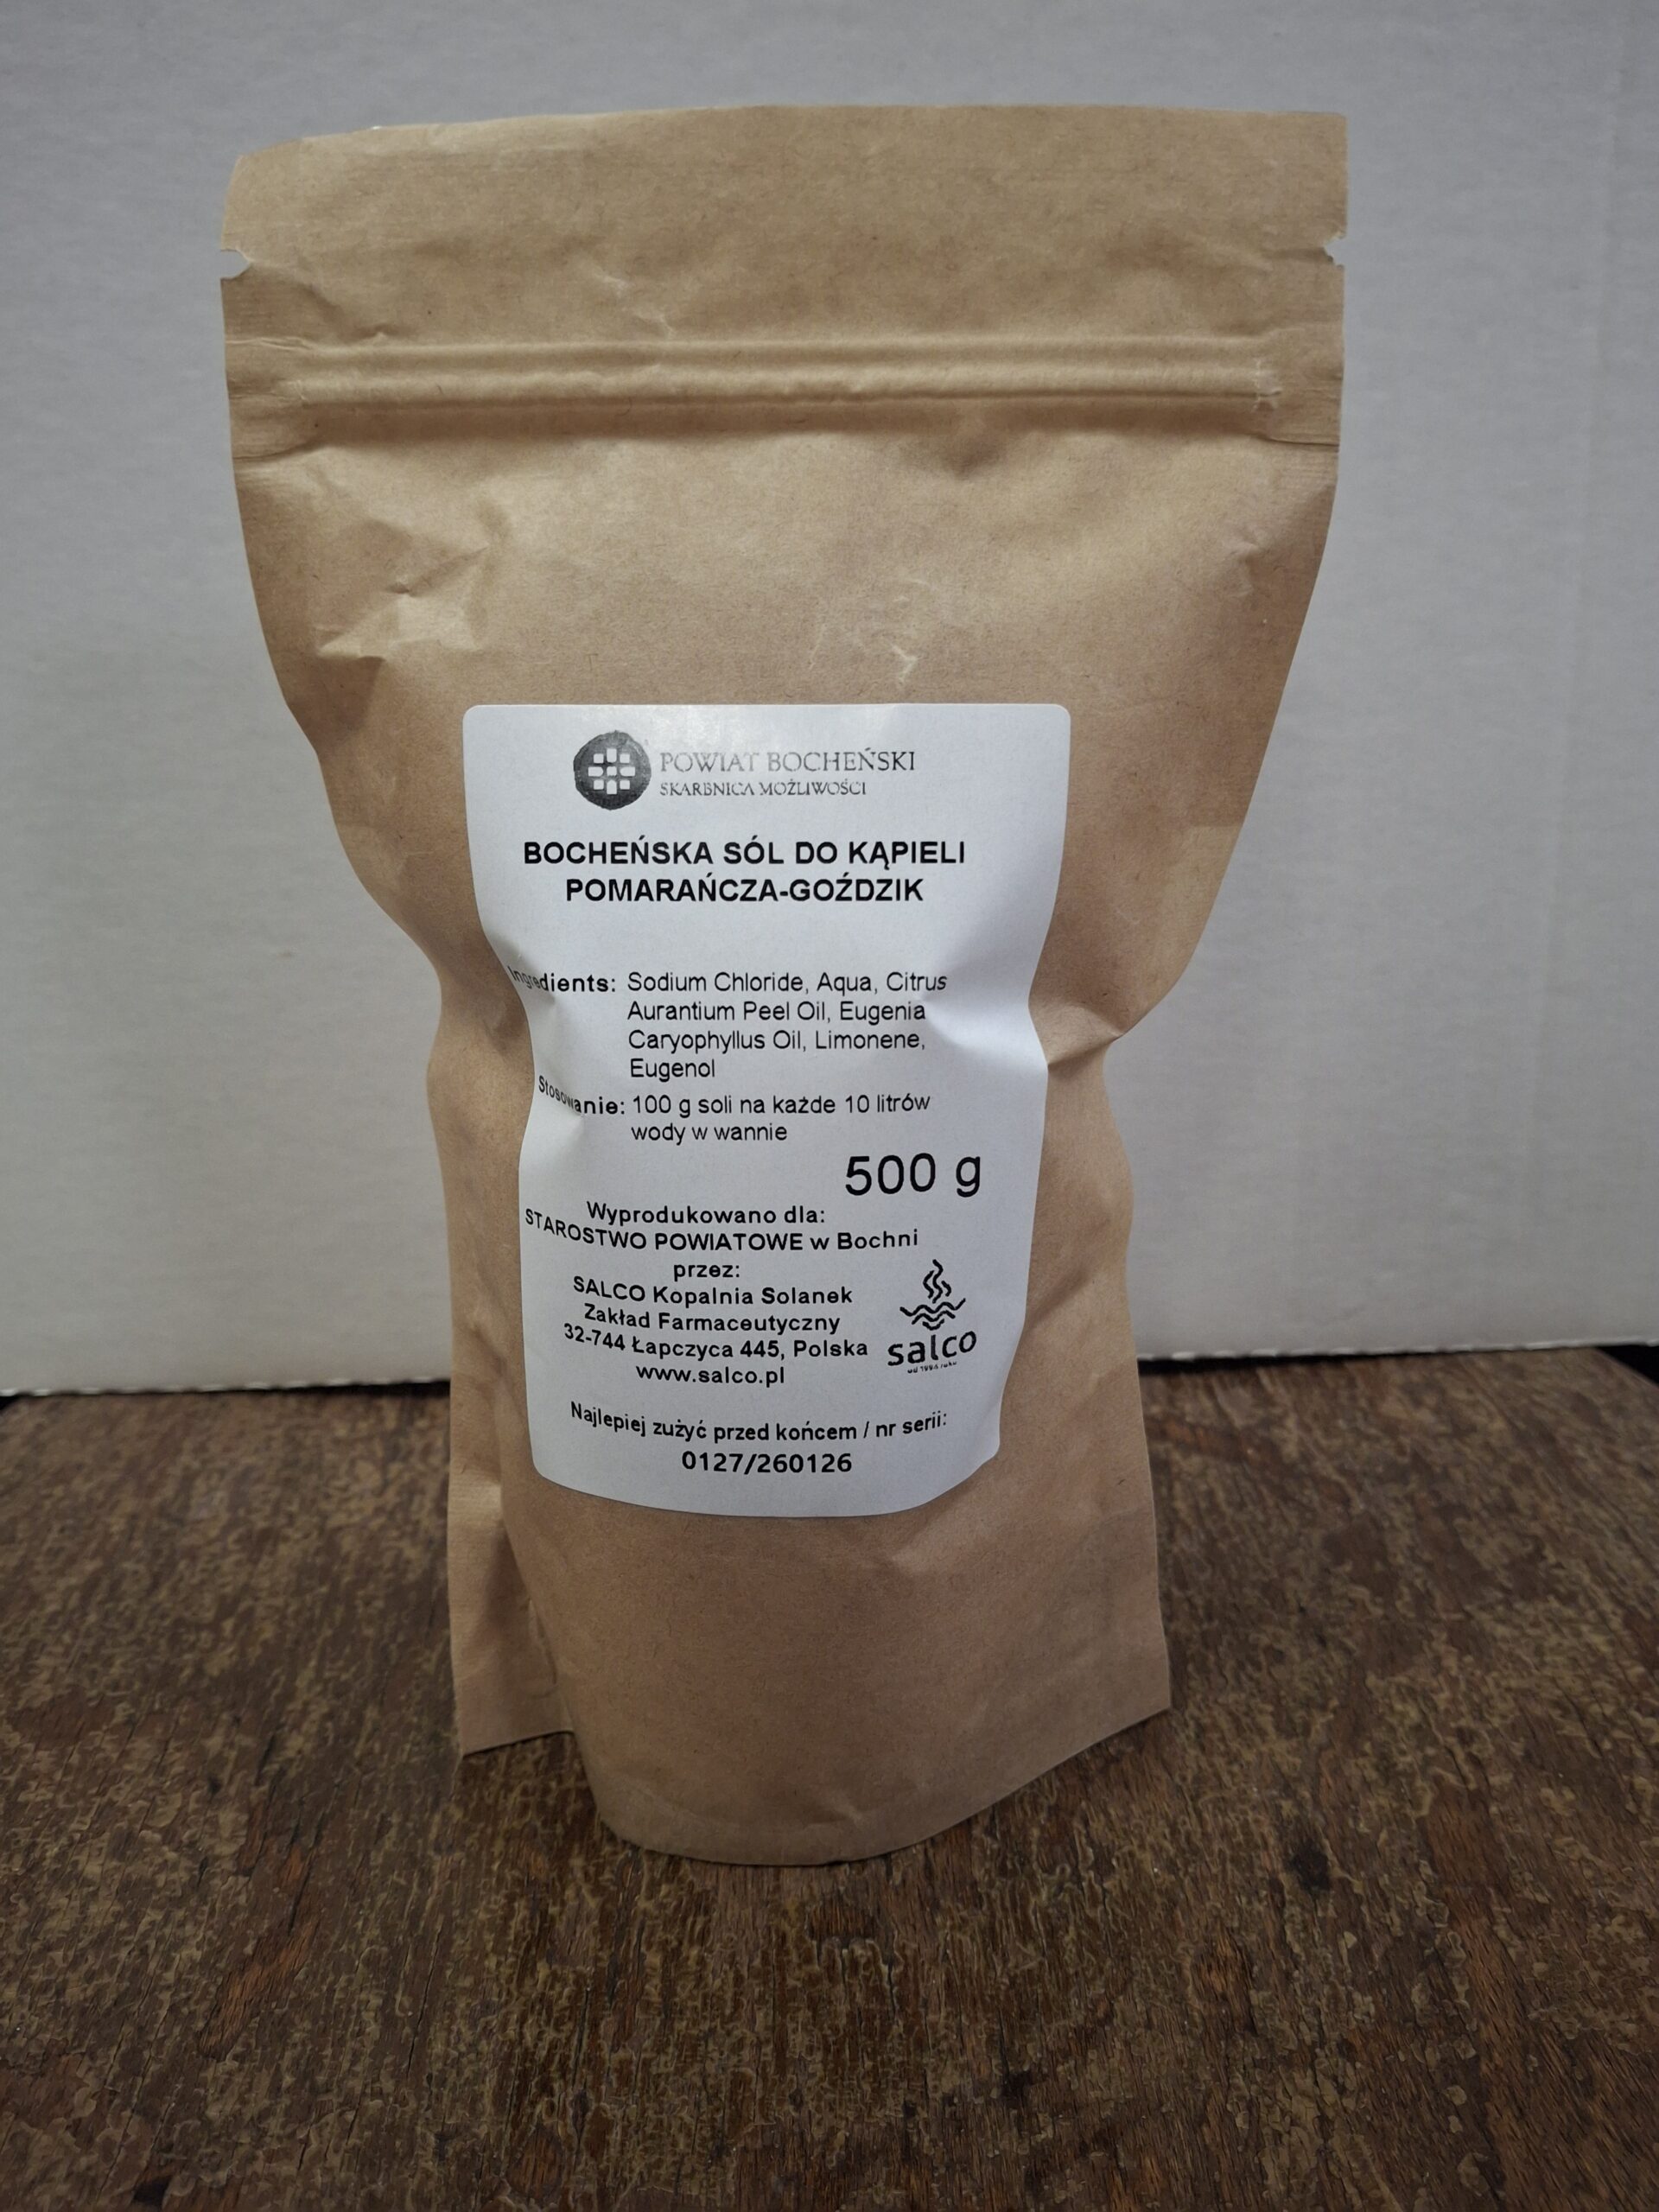 POWIAT BOCHEŃSKI
SKARBNICA MOŻLIWOŚCI
BOCHEŃSKA SÓL DO KĄPIELI
POMARAŃCZA-GOŹDZIK
Ingredients: Sodium Chloride, Aqua, Citrus
Aurantium Peel Oil, Eugenia
Caryophyllus Oil, Limonene,
Eugenol
Stosowanie: 100 g soli na każde 10 litrów
wody w wannie
500 g
Wyprodukowano dla:
STAROSTWO POWIATOWE w Bochni
przez:
SALCO Kopalnia Solanek
Zakład Farmaceutyczny
32-744 Łapczyca 445, Polska
www.salco.pl
salco
Najlepiej zużyć przed końcem / nr serii:
0127/260126